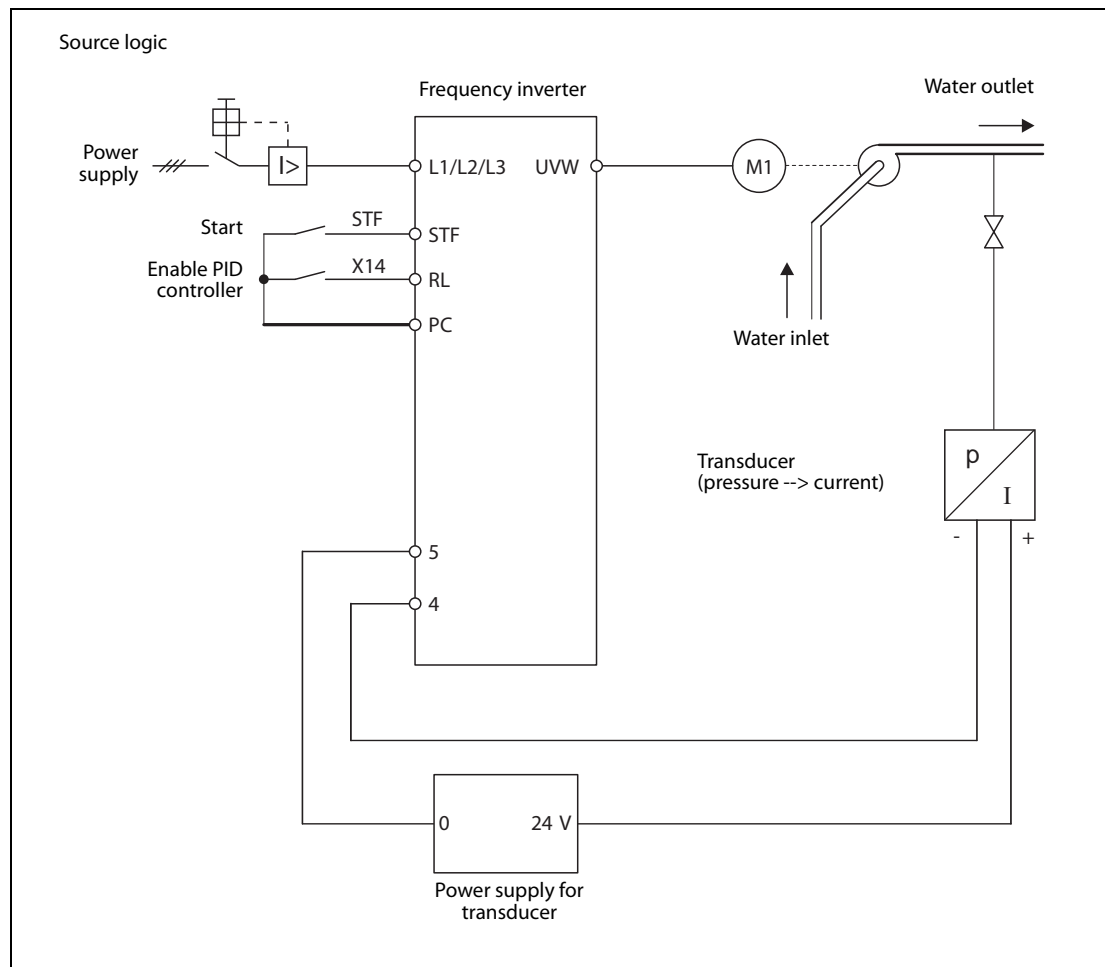 Source logic
Frequency inverter
Water outlet
Power
supply
I>
L1/L2/L3
UVW
M1
Start
STF
STF
Enable PID
controller
X14
RL
PC
Water inlet
Transducer
(pressure --> current)
p
I
-
+
5
4
0
24 V
Power supply for
transducer